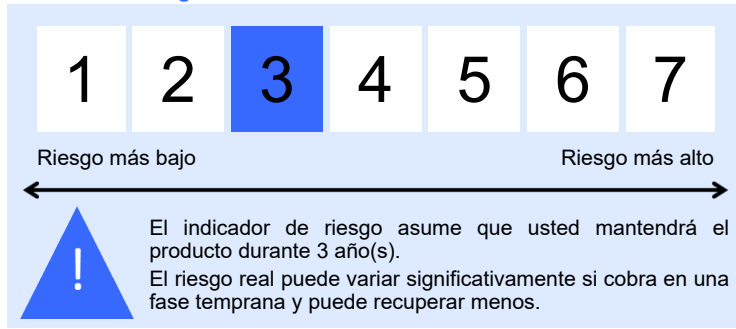 1 2 3 4 5 6 7
Riesgo más bajo Riesgo más alto
El indicador de riesgo asume que usted mantendrá el
producto durante 3 año(s).
El riesgo real puede variar significativamente si cobra en una
fase temprana y puede recuperar menos.
!